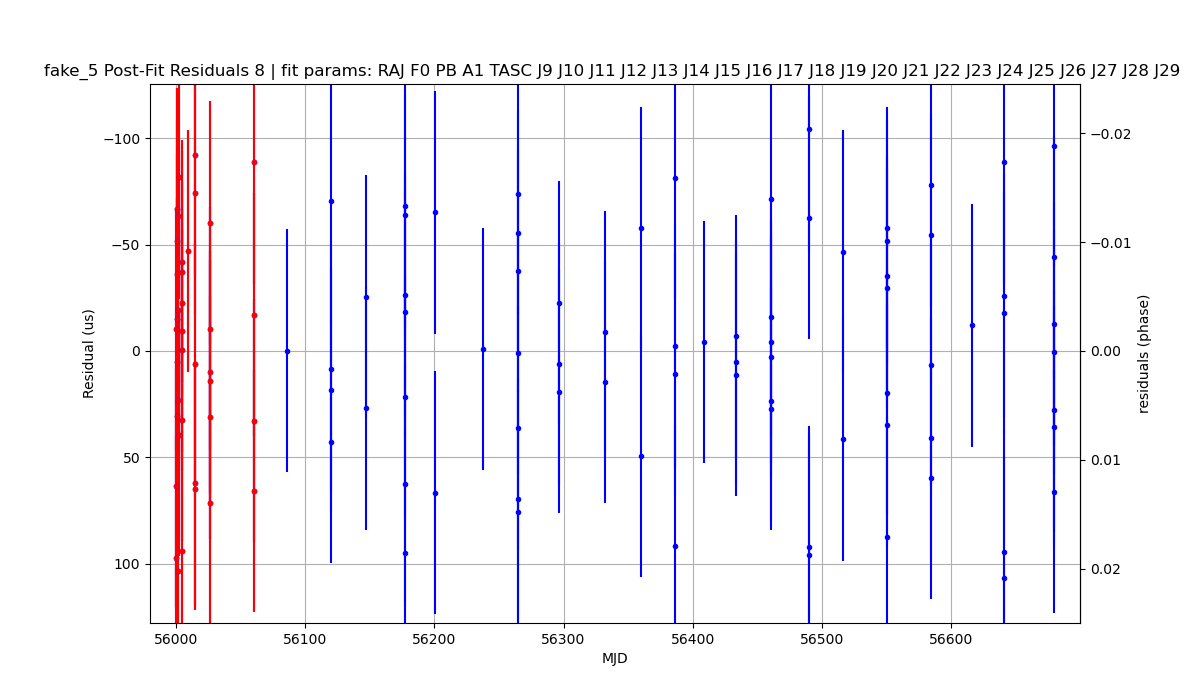 fake_5 Post-Fit Residuals 8 | fit params: RAJ F0 PB A1 TASC J9 J10 J11 J12 J13 J14 J15 J16 J17 J18 J19 J20 J21 J22 J23 J24 J25 J26 J27 J28 J29
−100
−50
0
50
100
Residual (us)
−0.02
−0.01
0.00
0.01
0.02
residuals (phase)
56000 56100 56200 56300 56400 56500 56600
MJD